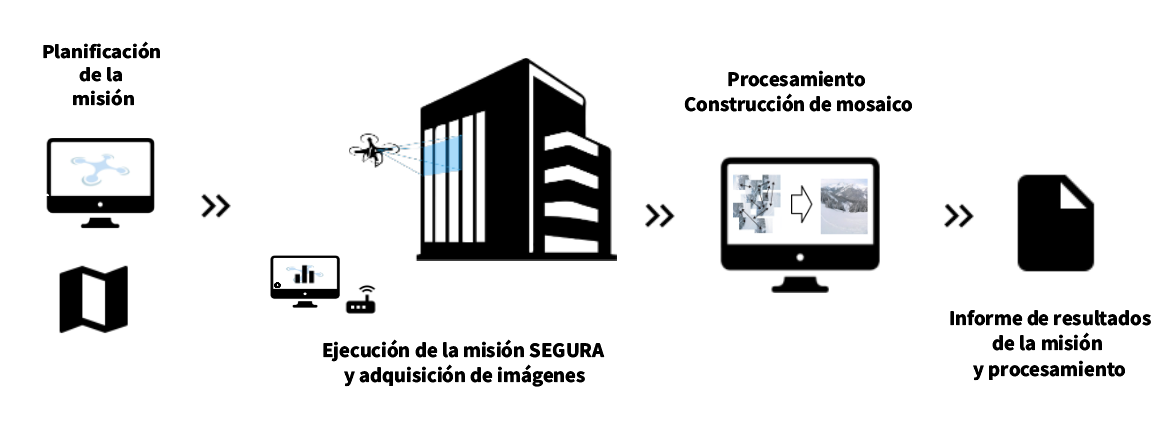 Planificación
de la
misión
Ejecución de la misión SEGURA
y adquisición de imágenes
Procesamiento
Construcción de mosaico
Informe de resultados
de la misión
y procesamiento